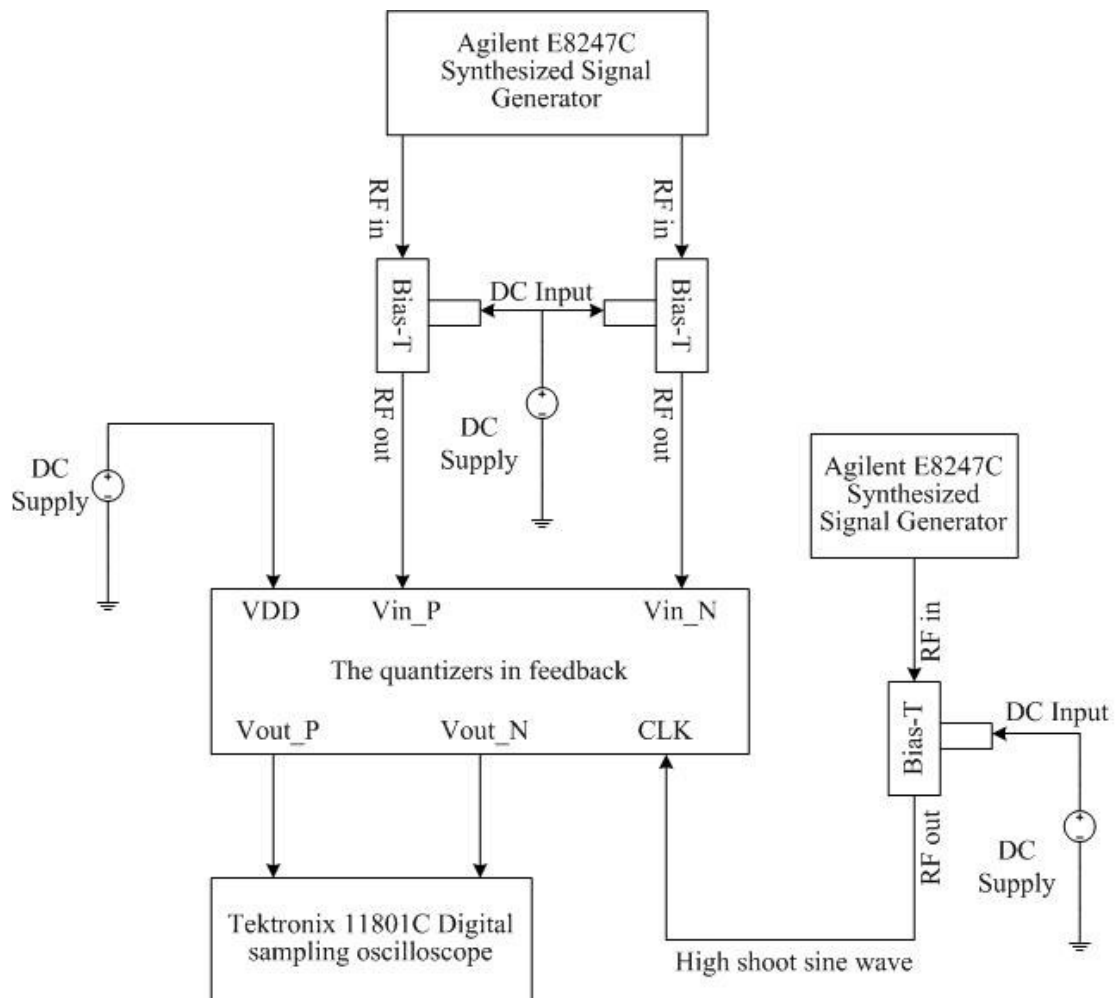 Agilent E8247C
Synthesized Signal
Generator
RF in
RF in
Bias-T
DC Input
Bias-T
RF out
DC
Supply
RF out
DC
Supply
Agilent E8247C
Synthesized
Signal Generator
VDD
Vin_P
Vin_N
The quantizers in feedback
Vout_P
Vout_N
CLK
RF in
Bias-T
DC Input
RF out
DC
Supply
Tektronix 11801C Digital
sampling oscilloscope
High shoot sine wave